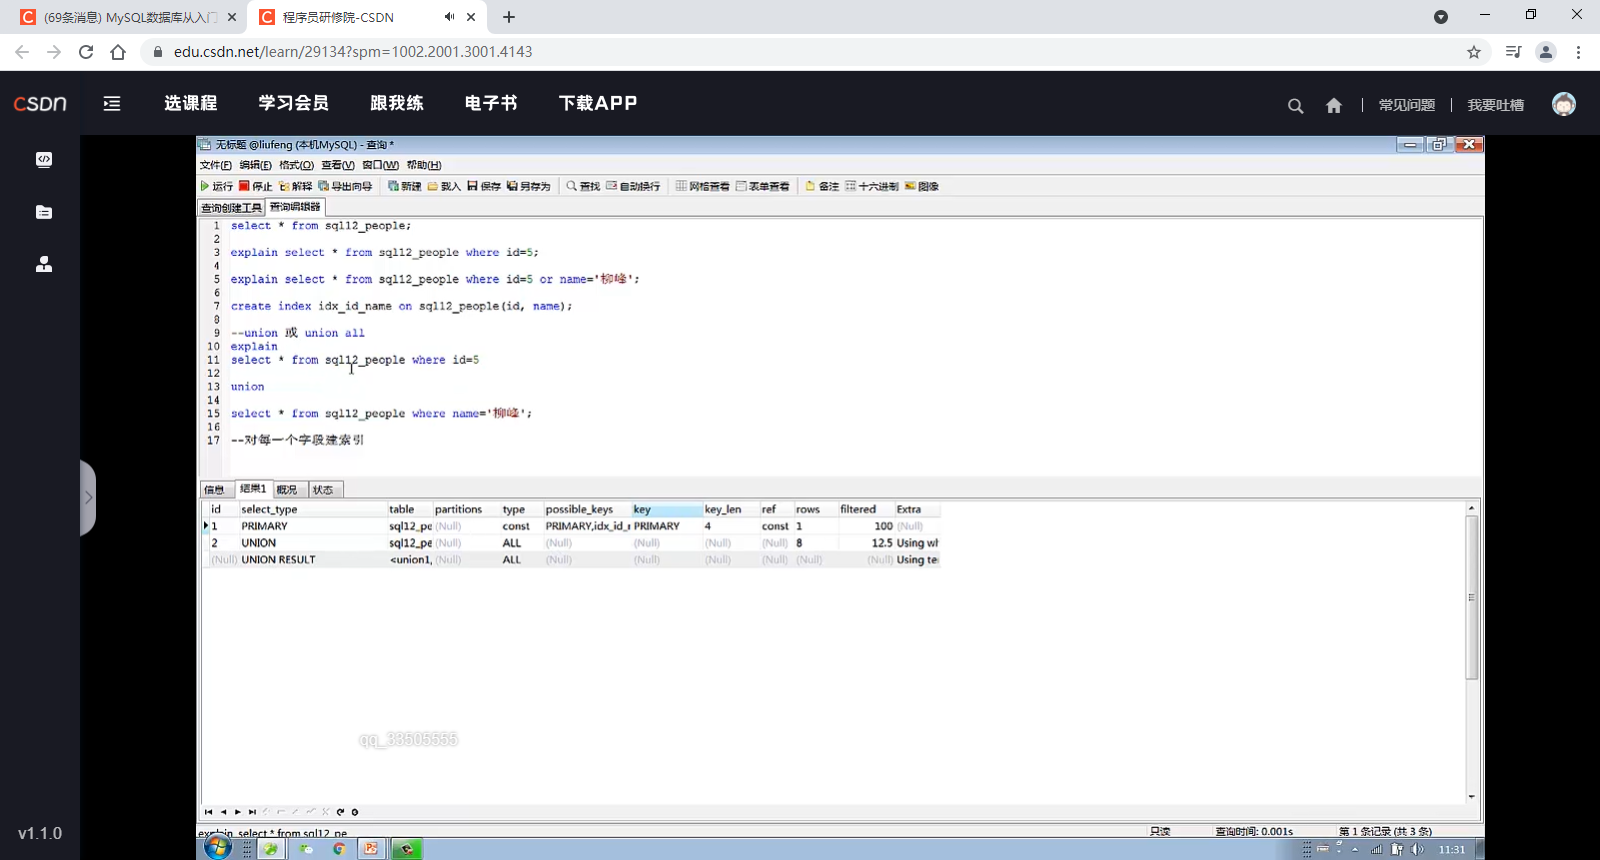 (69条消息) MySQL数据库从入门
程序员研修院-CSDN
edu.csdn.net/learn/29134?spm=1002.2001.3001.4143
CSDN 选课程 学习会员 跟我练 电子书 下载APP 常见问题 我要吐槽
无标题 @liufeng (本机MySQL) - 查询 *
文件(F) 编辑(E) 格式(O) 查看(V) 窗口(W) 帮助(H)
运行 停止 解释 导出向导 新建 载入 保存 另存为 查找 自动换行 网格查看 表单查看 备注 十六进制 图像
查询创建工具 查询编辑器
1 select * from sql12_people;
2
3 explain select * from sql12_people where id=5;
4
5 explain select * from sql12_people where id=5 or name='柳峰';
6
7 create index idx_id_name on sql12_people(id, name);
8
9 --union 或 union all
10 explain
11 select * from sql12_people where id=5
12
13 union
14
15 select * from sql12_people where name='柳峰';
16
17 --对每一个字段建索引
信息 结果1 概况 状态
id select_type table partitions type possible_keys key key_len ref rows filtered Extra
1 PRIMARY sql12_pe (Null) const PRIMARY,idx_id_r PRIMARY 4 const 1 100 (Null)
2 UNION sql12_pe (Null) ALL (Null) (Null) (Null) (Null) 8 12.5 Using wh
(Null) UNION RESULT <union1, (Null) ALL (Null) (Null) (Null) (Null) (Null) (Null) Using te
qq_33505555
explain select * from sql12_pe 只读 查询时间: 0.001s 第 1 条记录 (共 3 条)
v1.1.0
11:31